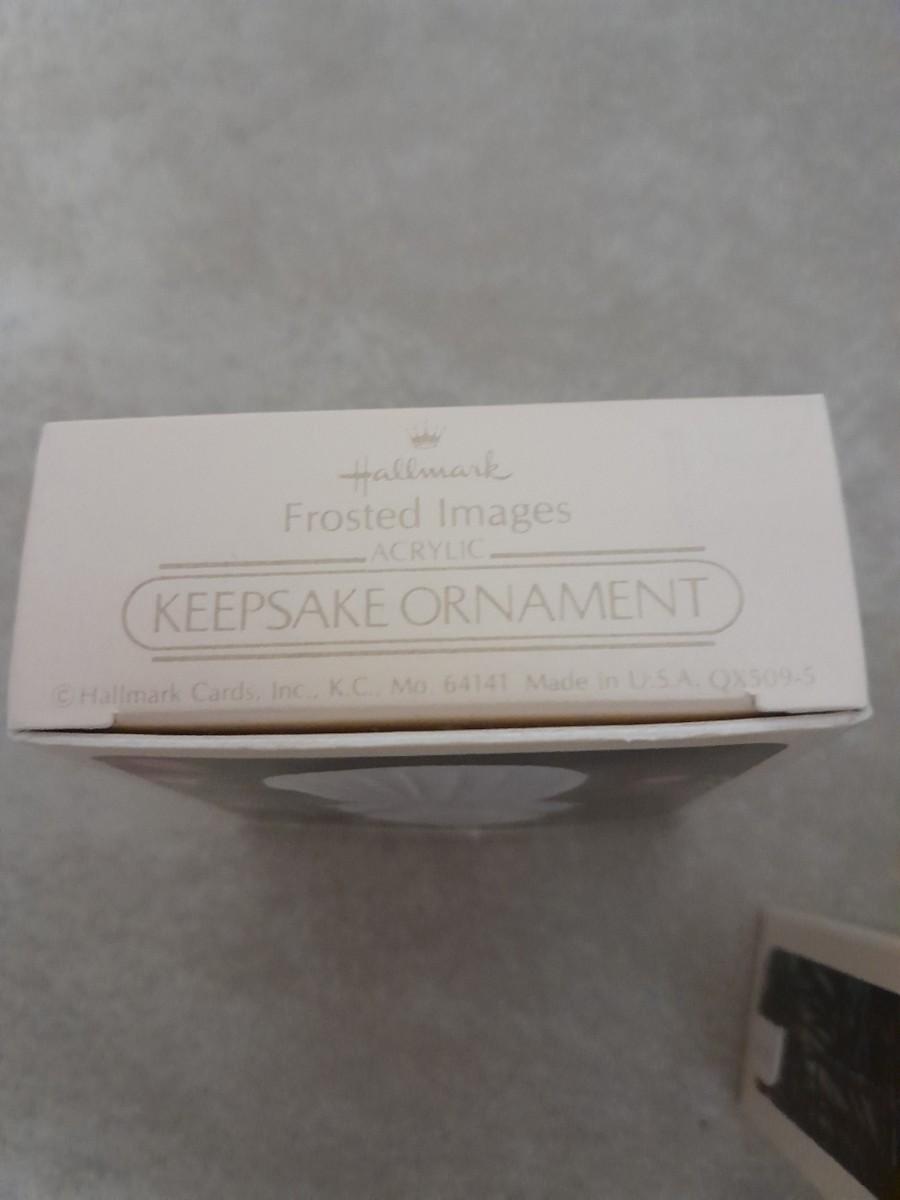 Hallmark
Frosted Images
ACRYLIC
KEEPSAKE ORNAMENT
© Hallmark Cards, Inc., K.C., Mo. 64141 Made in U.S.A. QX509-5